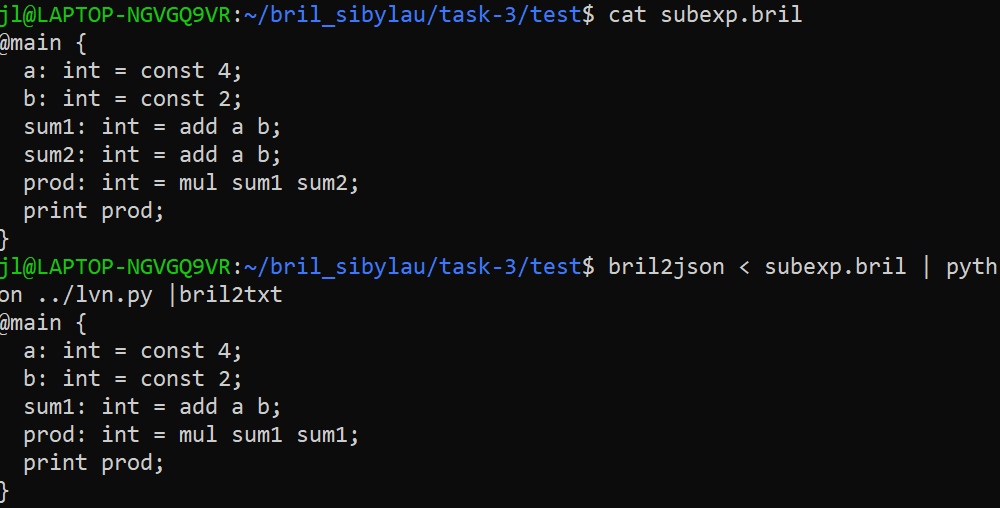 jl@LAPTOP-NGVGQ9VR:~/bril_sibylau/task-3/test$ cat subexp.bril
@main {
  a: int = const 4;
  b: int = const 2;
  sum1: int = add a b;
  sum2: int = add a b;
  prod: int = mul sum1 sum2;
  print prod;
}
jl@LAPTOP-NGVGQ9VR:~/bril_sibylau/task-3/test$ bril2json < subexp.bril | pyth
on ../lvn.py |bril2txt
@main {
  a: int = const 4;
  b: int = const 2;
  sum1: int = add a b;
  prod: int = mul sum1 sum1;
  print prod;
}